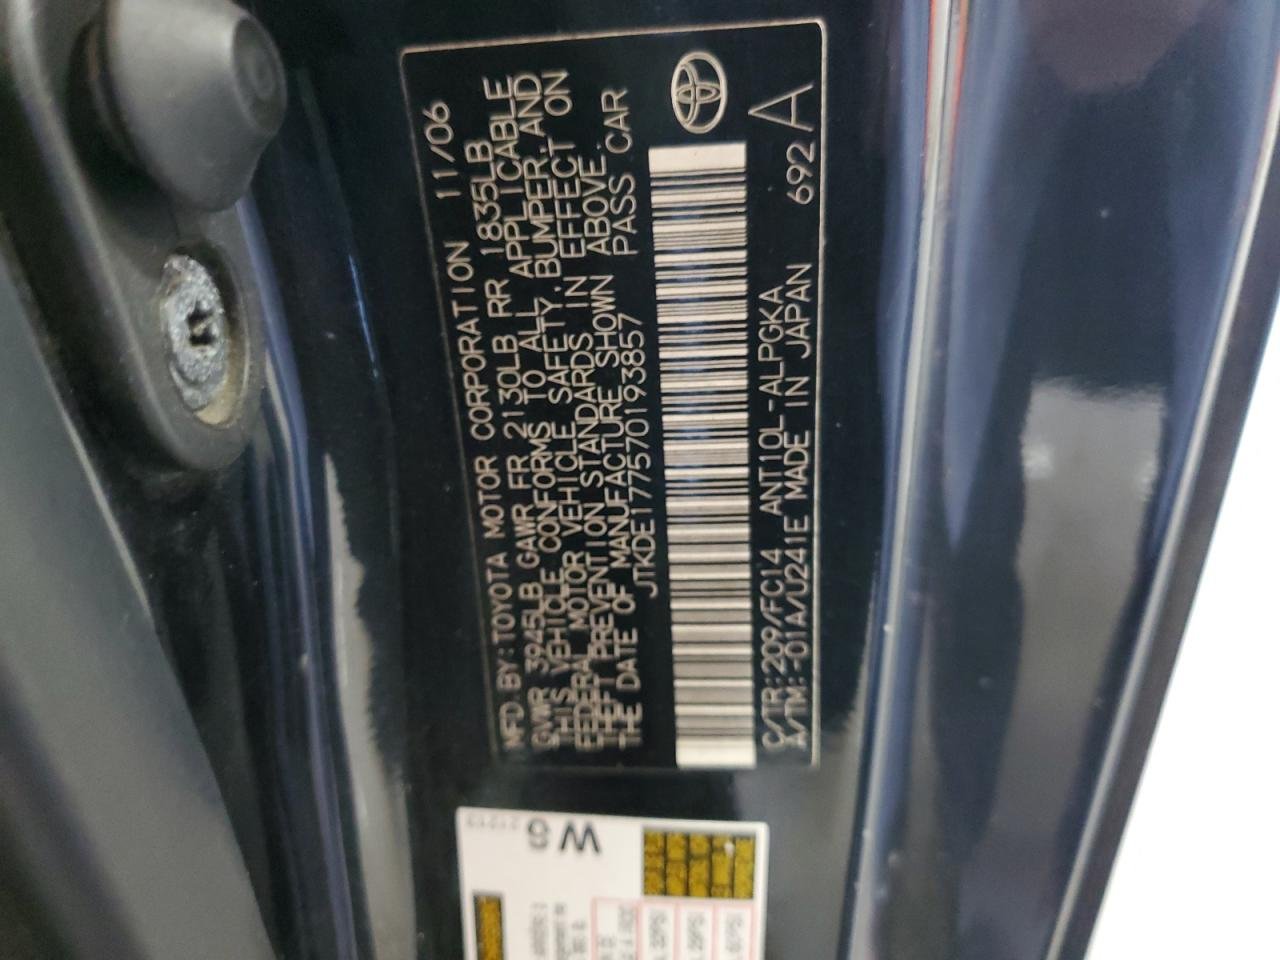 MFD.BY:TOYOTA MOTOR CORPORATION 11/06
GVWR 3945LB GAWR FR 2130LB RR 1835LB
THIS VEHICLE CONFORMS TO ALL APPLICABLE
FEDERAL MOTOR VEHICLE SAFETY,BUMPER,AND
THEFT PREVENTION STANDARDS IN EFFECT ON
THE DATE OF MANUFACTURE SHOWN ABOVE.
JTKDE177570193857 PASS CAR
C/TR:209/FC14 ANT10L-ALPGKA
A/TM:-01A/U241E MADE IN JAPAN 692A